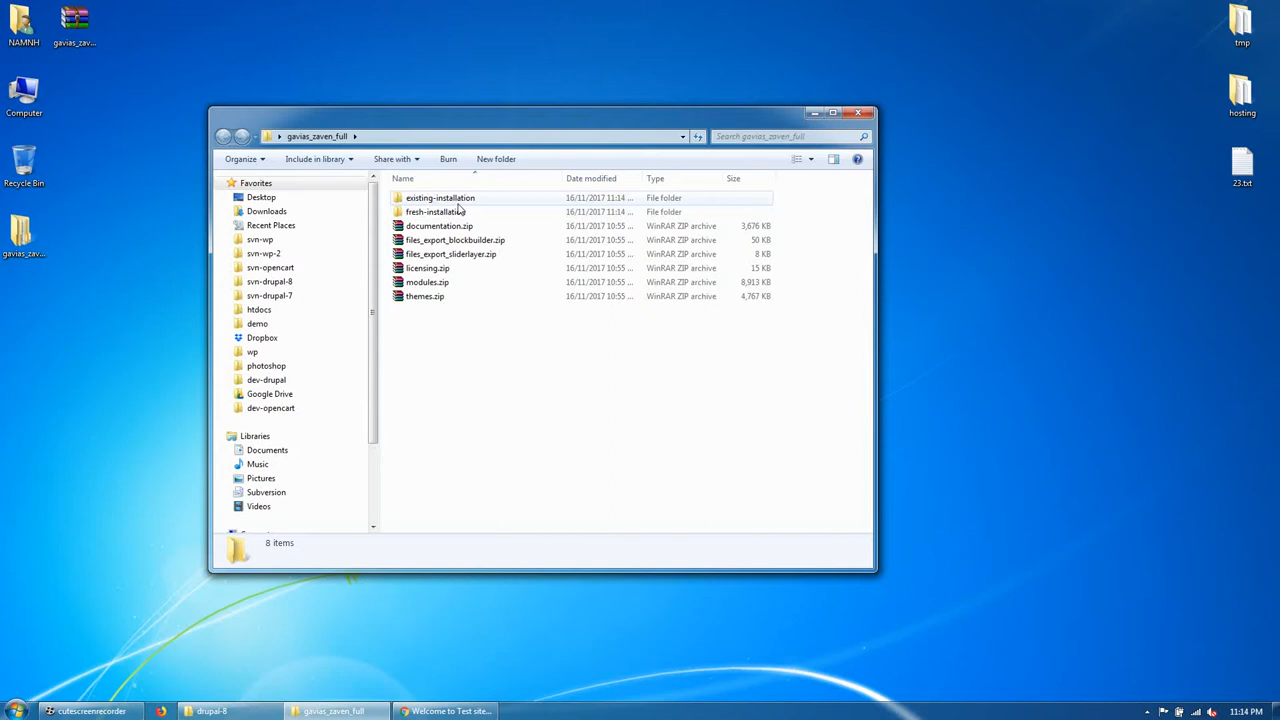 NAMNH
gavias_zav...
tmp
Computer
hosting
Recycle Bin
23.txt
gavias_zav...
gavias_zaven_full
Search gavias_zaven_full
Organize
Include in library
Share with
Burn
New folder
Name
Date modified
Type
Size
Favorites
Desktop
Downloads
Recent Places
svn-wp
svn-wp-2
svn-opencart
svn-drupal-8
svn-drupal-7
htdocs
demo
Dropbox
wp
photoshop
dev-drupal
Google Drive
dev-opencart
Libraries
Documents
Music
Pictures
Subversion
Videos
existing-installation 16/11/2017 11:14 ... File folder
fresh-installation 16/11/2017 11:14 ... File folder
documentation.zip 16/11/2017 10:55 ... WinRAR ZIP archive 3,676 KB
files_export_blockbuilder.zip 16/11/2017 10:55 ... WinRAR ZIP archive 50 KB
files_export_sliderlayer.zip 16/11/2017 10:55 ... WinRAR ZIP archive 8 KB
licensing.zip 16/11/2017 10:55 ... WinRAR ZIP archive 15 KB
modules.zip 16/11/2017 10:55 ... WinRAR ZIP archive 8,913 KB
themes.zip 16/11/2017 10:55 ... WinRAR ZIP archive 4,767 KB
8 items
cutescreenrecorder
drupal-8
gavias_zaven_full
Welcome to Test site...
11:14 PM